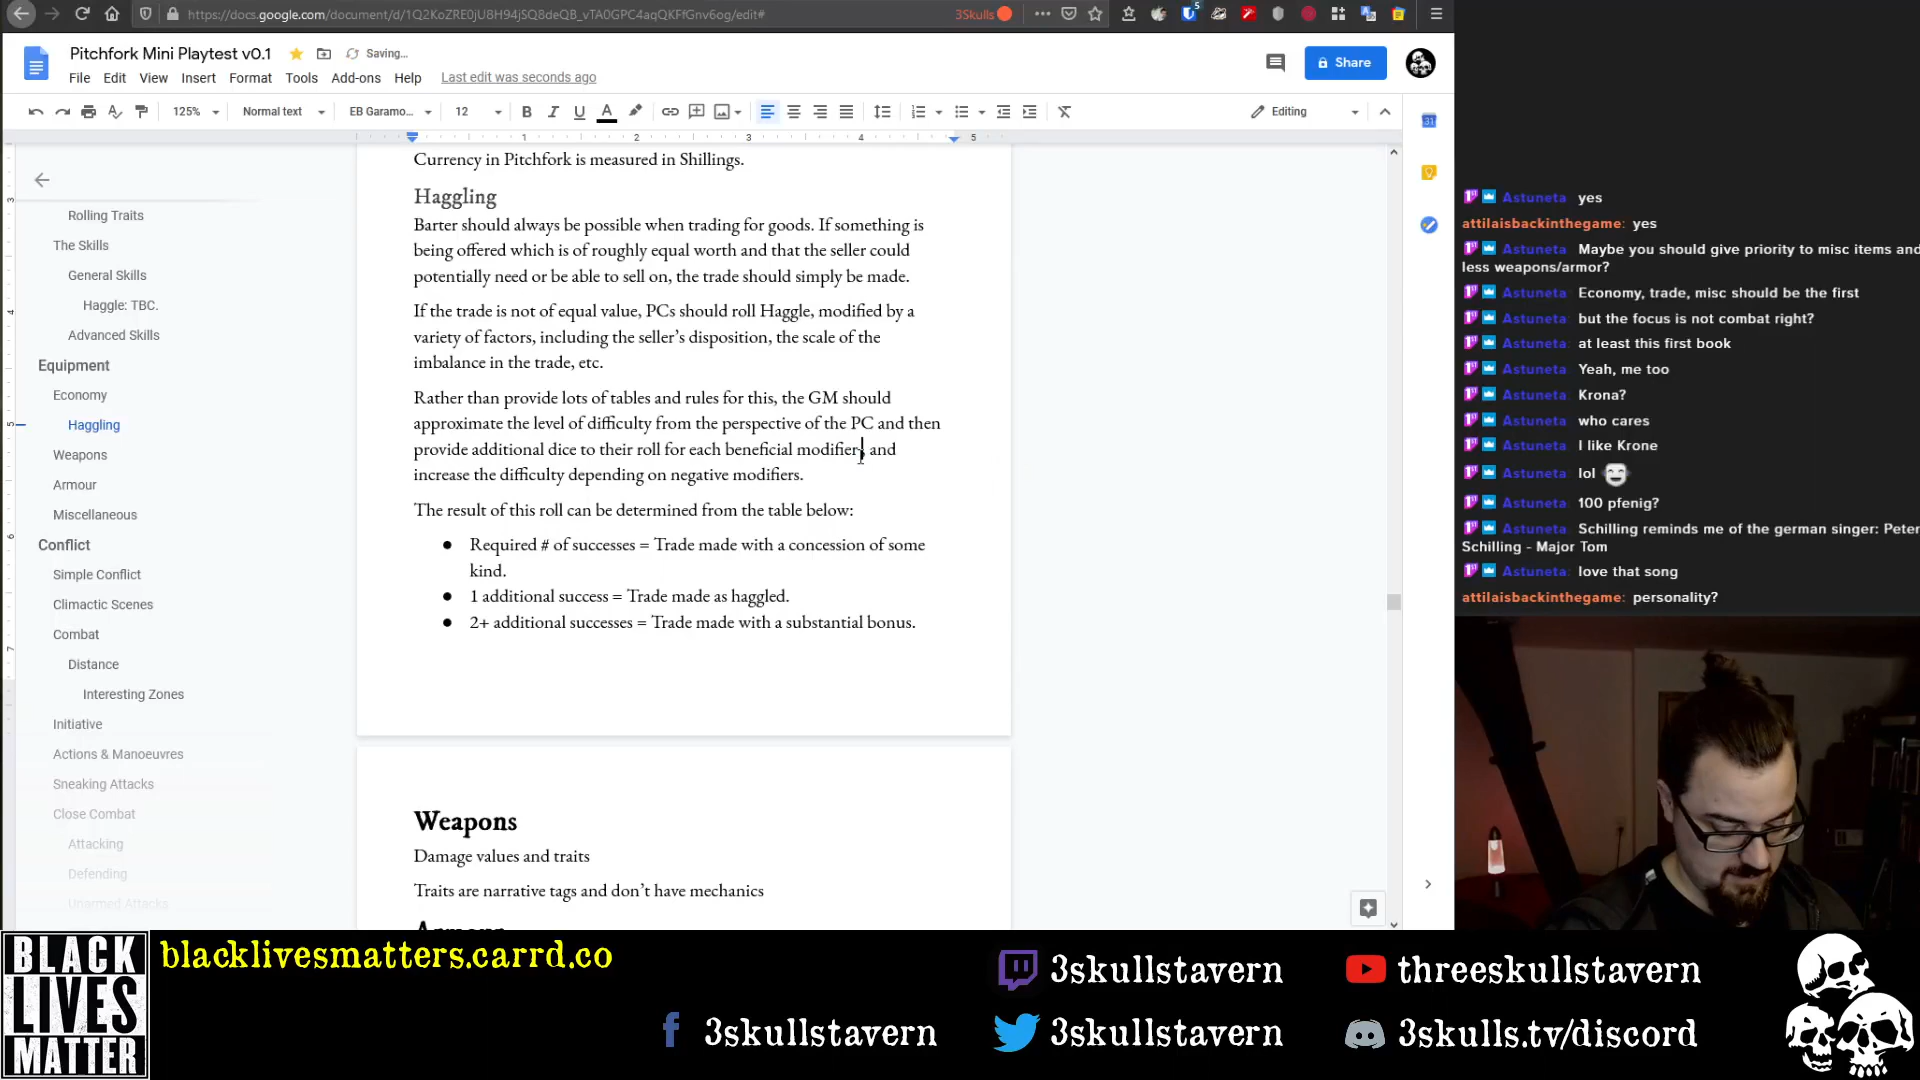 https://docs.google.com/document/d/1Q2KoZRE0jU8H94jSQ8deQB_vTA0GPC4aqQKFfGnv6og/edit#
3Skulls
5
Pitchfork Mini Playtest v0.1
Saving...
File Edit View Insert Format Tools Add-ons Help Last edit was seconds ago
Share
125% Normal text EB Garamo... 12 B I U A Editing
1 2 3 4 5
Currency in Pitchfork is measured in Shillings.
Haggling
Barter should always be possible when trading for goods. If something is
being offered which is of roughly equal worth and that the seller could
potentially need or be able to sell on, the trade should simply be made.
If the trade is not of equal value, PCs should roll Haggle, modified by a
variety of factors, including the seller's disposition, the scale of the
imbalance in the trade, etc.
Rather than provide lots of tables and rules for this, the GM should
approximate the level of difficulty from the perspective of the PC and then
provide additional dice to their roll for each beneficial modifier, and
increase the difficulty depending on negative modifiers.
The result of this roll can be determined from the table below:
● Required # of successes = Trade made with a concession of some
kind.
● 1 additional success = Trade made as haggled.
● 2+ additional successes = Trade made with a substantial bonus.
Weapons
Damage values and traits
Traits are narrative tags and don't have mechanics
Armour
Rolling Traits
The Skills
General Skills
Haggle: TBC.
Advanced Skills
Equipment
Economy
Haggling
Weapons
Armour
Miscellaneous
Conflict
Simple Conflict
Climactic Scenes
Combat
Distance
Interesting Zones
Initiative
Actions & Manoeuvres
Sneaking Attacks
Close Combat
Attacking
Defending
Unarmed Attacks
3
4
5
6
7
31
Astuneta: yes
attilaisbackinthegame: yes
Astuneta: Maybe you should give priority to misc items and
less weapons/armor?
Astuneta: Economy, trade, misc should be the first
Astuneta: but the focus is not combat right?
Astuneta: at least this first book
Astuneta: Yeah, me too
Astuneta: Krona?
Astuneta: who cares
Astuneta: I like Krone
Astuneta: lol
Astuneta: 100 pfenig?
Astuneta: Schilling reminds me of the german singer: Peter
Schilling - Major Tom
Astuneta: love that song
attilaisbackinthegame: personality?
BLACK
LIVES
MATTER
blacklivesmatters.carrd.co
3skullstavern
threeskullstavern
3skullstavern
3skullstavern
3skulls.tv/discord